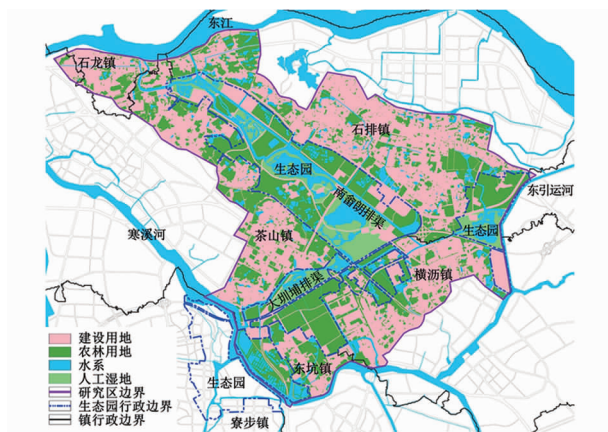 东江
石龙镇
石排镇
生态园
南畲朗排渠
东引运河
寒溪河
茶山镇
生态园
横沥镇
大圳埔排渠
建设用地
农林用地
水系
人工湿地
研究区边界
生态园行政边界
镇行政边界
生态园
东坑镇
寮步镇